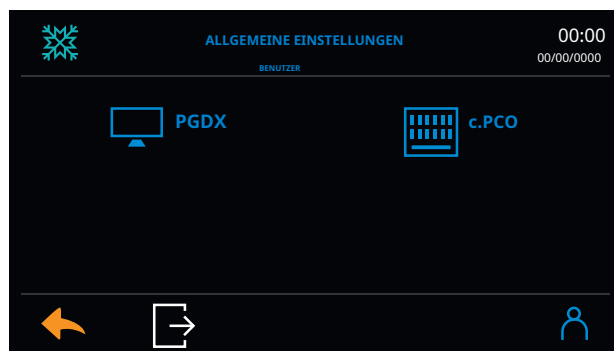 ALLGEMEINE EINSTELLUNGEN
00:00
00/00/0000
BENUTZER
PGDX
c.PCO